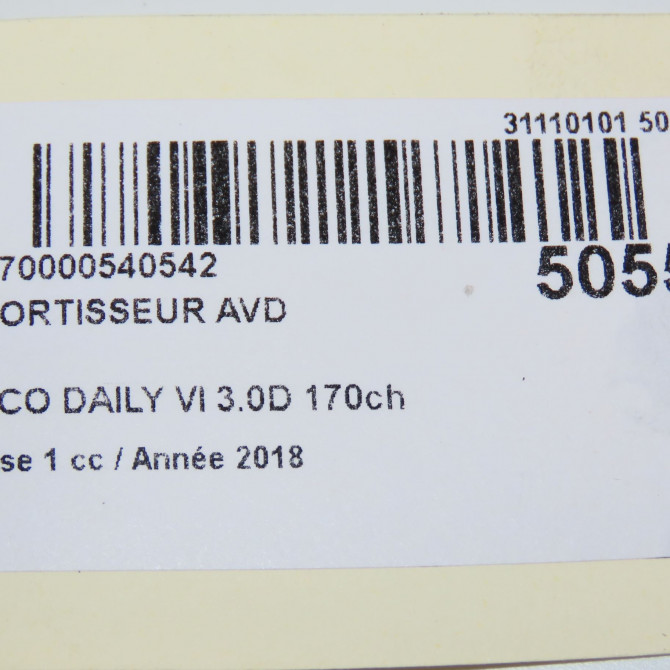 31110101 50
70000540542
5055
ORTISSEUR AVD
CO DAILY VI 3.0D 170ch
se 1 cc / Année 2018